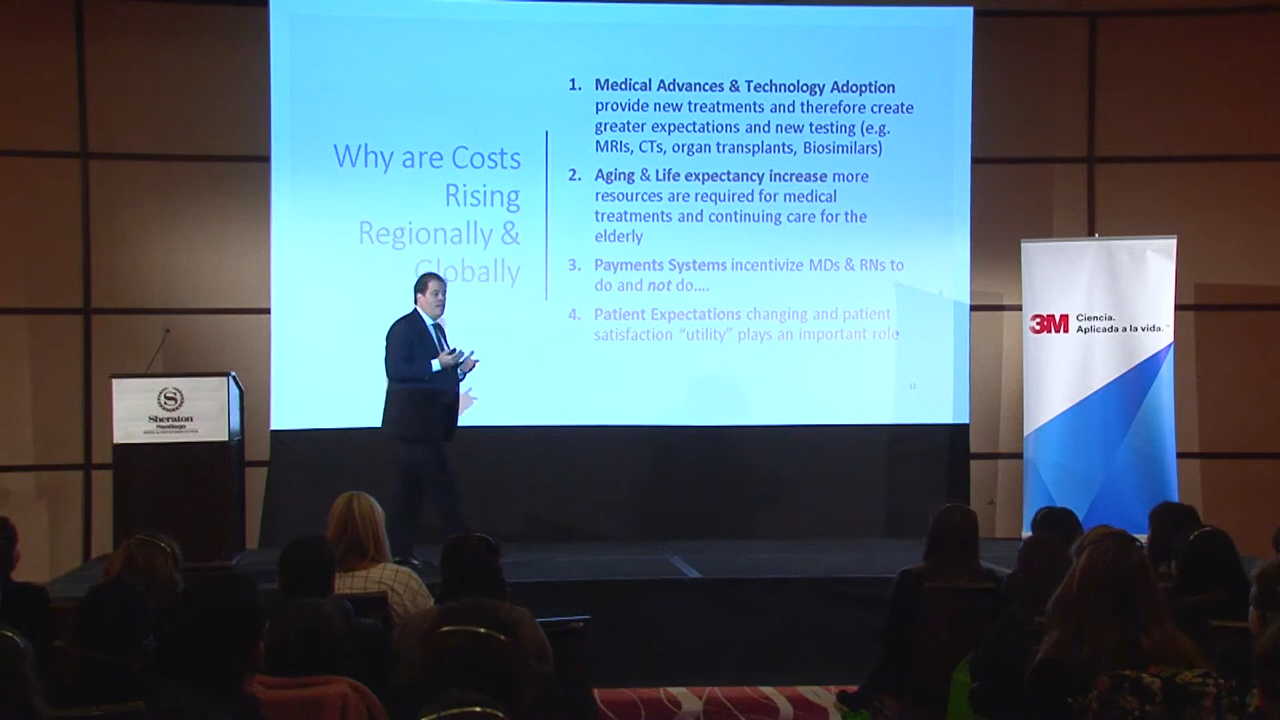 Why are Costs
Rising
Regionally &
Globally
1. Medical Advances & Technology Adoption
provide new treatments and therefore create
greater expectations and new testing (e.g.
MRIs, CTs, organ transplants, Biosimilars)
2. Aging & Life expectancy increase more
resources are required for medical
treatments and continuing care for the
elderly
3. Payments Systems incentivize MDs & RNs to
do and not do....
4. Patient Expectations changing and patient
satisfaction “utility” plays an important role
11
3M Ciencia.
Aplicada a la vida.
S
Sheraton
Santiago